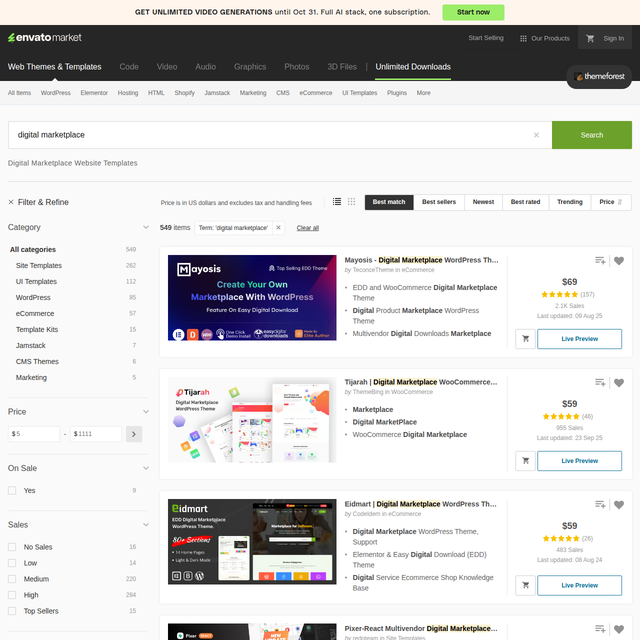 GET UNLIMITED VIDEO GENERATIONS until Oct 31. Full AI stack, one subscription.
Start now
envatomarket
Start Selling
Our Products
Sign In
Web Themes & Templates
Code
Video
Audio
Graphics
Photos
3D Files
Unlimited Downloads
themeforest
All Items
WordPress
Elementor
Hosting
HTML
Shopify
Jamstack
Marketing
CMS
eCommerce
UI Templates
Plugins
More
digital marketplace
Search
Digital Marketplace Website Templates
Filter & Refine
Price is in US dollars and excludes tax and handling fees
Best match
Best sellers
Newest
Best rated
Trending
Price
549 items
Term: 'digital marketplace'
Clear all
Category
All categories 549
Site Templates 262
UI Templates 112
WordPress 85
eCommerce 57
Template Kits 15
Jamstack 7
CMS Themes 6
Marketing 5
Price
$ 5 - $ 1111
On Sale
Yes 9
Sales
No Sales 16
Low 14
Medium 220
High 284
Top Sellers 15
Mayosis
Top Selling EDD Theme
Create Your Own
Marketplace With WordPress
Feature On Easy Digital Download
One Click
Demo Install
easydigital
downloads
Made by
Elite Author
Mayosis - Digital Marketplace WordPress Th...
by TeconceTheme in eCommerce
EDD and WooCommerce Digital Marketplace
Theme
Digital Product Marketplace WordPress
Theme
Multivendor Digital Downloads Marketplace
$69
(157)
2.1K Sales
Last updated: 09 Aug 25
Live Preview
Tijarah
Digital Marketplace
WordPress Theme
Tijarah | Digital Marketplace WooCommerce...
by ThemeBing in WooCommerce
Marketplace
Digital MarketPlace
WooCommerce Digital Marketplace
$59
(46)
955 Sales
Last updated: 23 Sep 25
Live Preview
Eidmart
EDD Digital Marketplace
WordPress Theme.
80+ Sections
14 Home Pages
Light & Dark Mode
Eidmart | Digital Marketplace WordPress Th...
by CodeIdem in eCommerce
Digital Marketplace WordPress Theme,
Support
Elementor & Easy Digital Download (EDD)
Theme
Digital Service Ecommerce Shop Knowledge
Base
$59
(26)
483 Sales
Last updated: 08 Aug 24
Live Preview
Pixer
Pixer-React Multivendor Digital Marketplace...
by redqteam in Site Templates